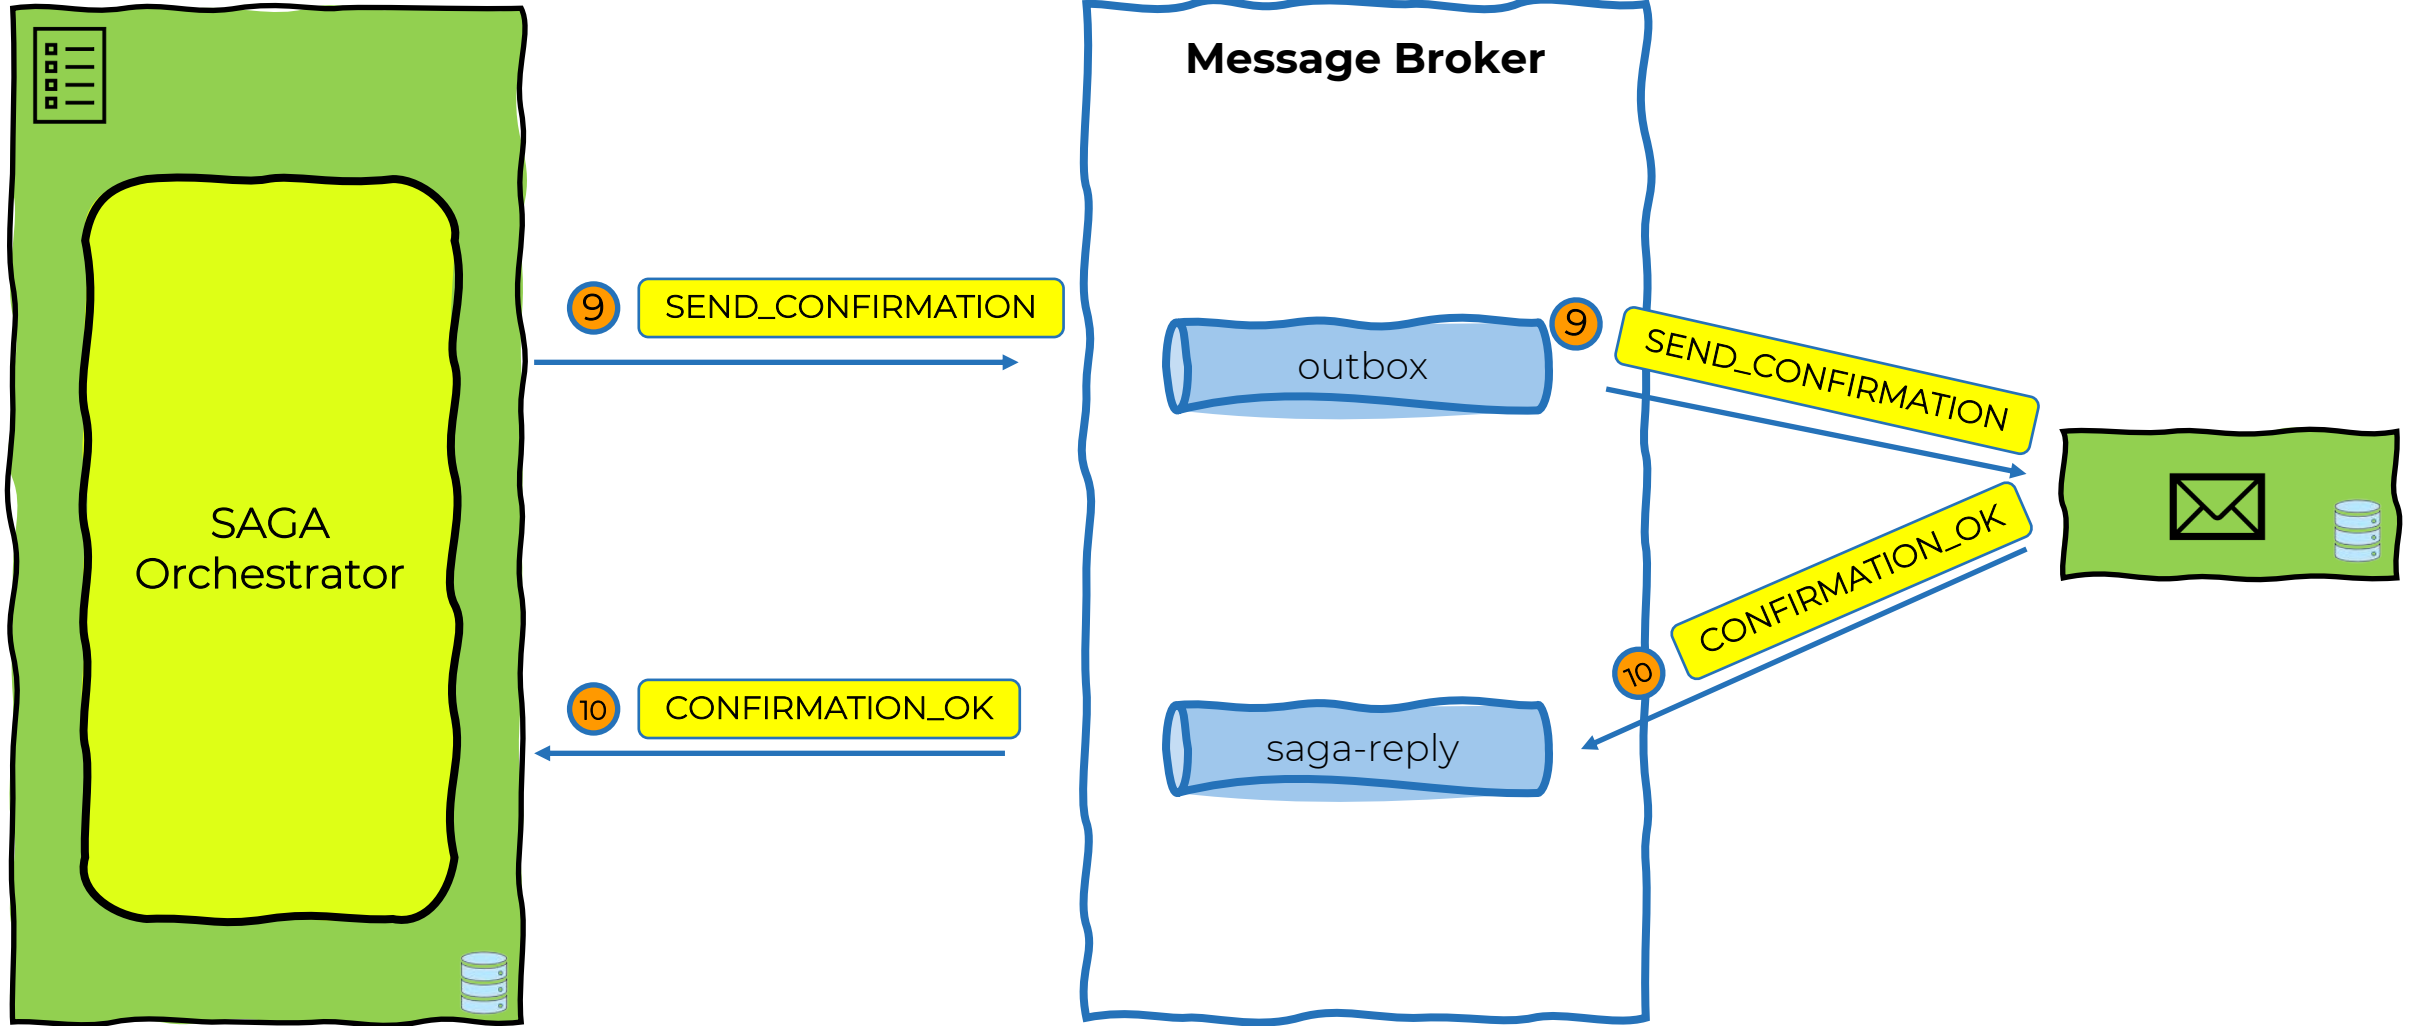 Message Broker
9
SEND_CONFIRMATION
outbox
9
SEND_CONFIRMATION
SAGA
Orchestrator
10
CONFIRMATION_OK
saga-reply
10
CONFIRMATION_OK